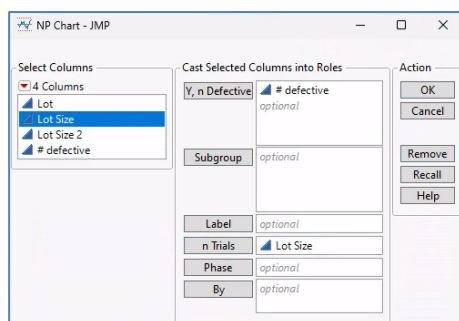 NP Chart - JMP
Select Columns
4 Columns
Lot
Lot Size
Lot Size 2
# defective
Cast Selected Columns into Roles
Y, n Defective
# defective
optional
Subgroup
optional
Label
optional
n Trials
Lot Size
Phase
optional
By
optional
Action
OK
Cancel
Remove
Recall
Help